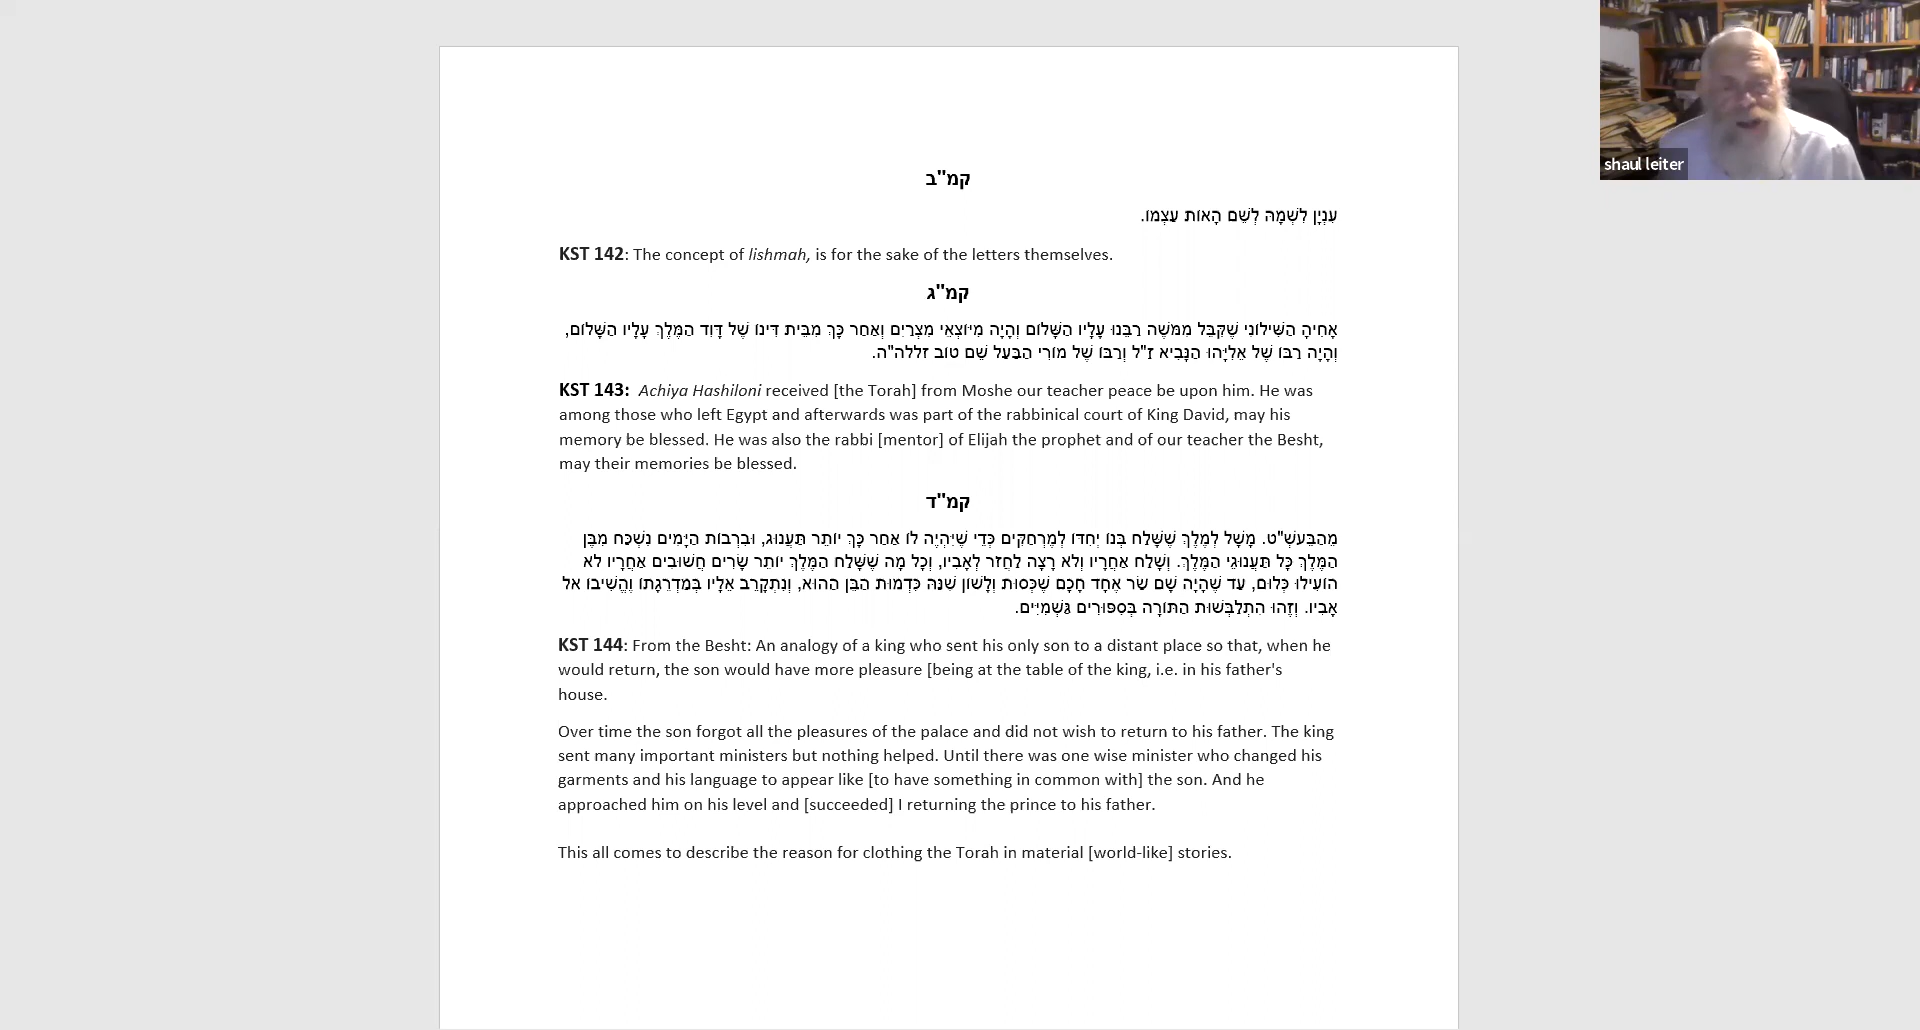 קמ"ב
עִנְיָן לִשְׁמָהּ לְשֵׁם הָאוֹת עַצְמוֹ.
KST 142: The concept of lishmah, is for the sake of the letters themselves.
קמ"ג
אֲחִיָּה הַשִּׁילוֹנִי שֶׁקִּבֵּל מִמֹּשֶׁה רַבֵּנוּ עָלָיו הַשָּׁלוֹם וְהָיָה מִיּוֹצְאֵי מִצְרַיִם וְאַחַר כָּךְ מִבֵּית דִּינוֹ שֶׁל דָּוִד הַמֶּלֶךְ עָלָיו הַשָּׁלוֹם,
וְהָיָה רַבּוֹ שֶׁל אֵלִיָּהוּ הַנָּבִיא ז"ל וְרַבּוֹ שֶׁל מוֹרִי הַבַּעַל שֵׁם טוֹב זללה"ה.
KST 143: Achiya Hashiloni received [the Torah] from Moshe our teacher peace be upon him. He was
among those who left Egypt and afterwards was part of the rabbinical court of King David, may his
memory be blessed. He was also the rabbi [mentor] of Elijah the prophet and of our teacher the Besht,
may their memories be blessed.
קמ"ד
מֵהַבֵּעשְׁ"ט. מָשָׁל לְמֶלֶךְ שֶׁשָּׁלַח בְּנוֹ יְחִדוֹ לְמֶרְחַקִּים כְּדֵי שֶׁיִּהְיֶה לוֹ אַחַר כָּךְ יוֹתֵר תַּעֲנוּג, וּבִרְבוֹת הַיָּמִים נִשְׁכַּח מִבֶּן
הַמֶּלֶךְ כָּל תַּעֲנוּגֵי הַמֶּלֶךְ. וְשָׁלַח אַחֲרָיו וְלֹא רָצָה לַחֲזֹר לְאָבִיו, וְכָל מָה שֶׁשָּׁלַח הַמֶּלֶךְ יוֹתֵר שָׂרִים חֲשׁוּבִים אַחֲרָיו לֹא
הוֹעִילוּ כְּלוּם, עַד שֶׁהָיָה שָׁם שַׂר אֶחָד חָכָם שֶׁכְּסוּת וְלָשׁוֹן שִׁנָּה כִּדְמוּת הַבֵּן הַהוּא, וְנִתְקָרֵב אֵלָיו בְּמַדְרֵגָתוֹ וֶהֱשִׁיבוֹ אֶל
אָבִיו. וְזֶהוּ הִתְלַבְּשׁוּת הַתּוֹרָה בְּסִפּוּרִים גַּשְׁמִיִּים.
KST 144: From the Besht: An analogy of a king who sent his only son to a distant place so that, when he
would return, the son would have more pleasure [being at the table of the king, i.e. in his father's
house.
Over time the son forgot all the pleasures of the palace and did not wish to return to his father. The king
sent many important ministers but nothing helped. Until there was one wise minister who changed his
garments and his language to appear like [to have something in common with] the son. And he
approached him on his level and [succeeded] I returning the prince to his father.
This all comes to describe the reason for clothing the Torah in material [world-like] stories.
shaul leiter